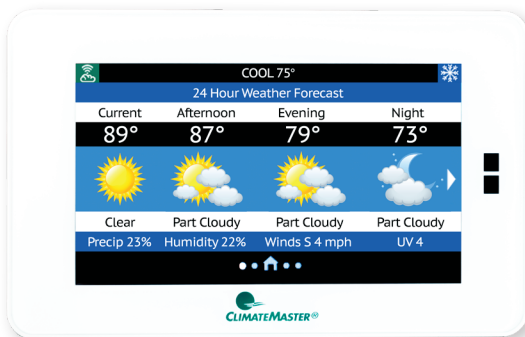 COOL 75°
24 Hour Weather Forecast
Current Afternoon Evening Night
89° 87° 79° 73°
Clear Part Cloudy Part Cloudy Part Cloudy
Precip 23% Humidity 22% Winds S 4 mph UV 4
CLIMATEMASTER®